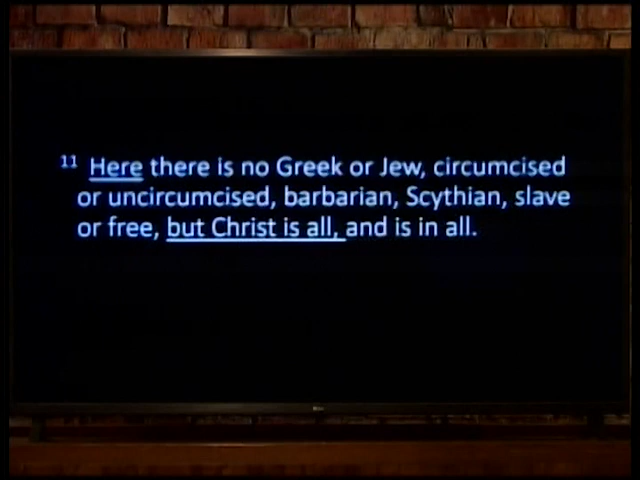 11 Here there is no Greek or Jew, circumcised
or uncircumcised, barbarian, Scythian, slave
or free, but Christ is all, and is in all.